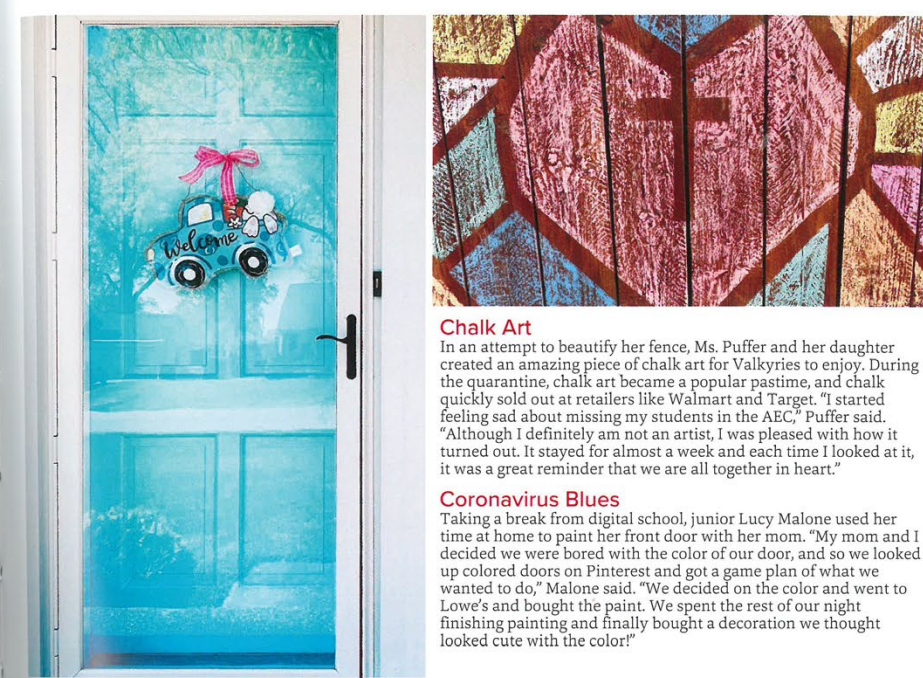 Welcome
Chalk Art
In an attempt to beautify her fence, Ms. Puffer and her daughter
created an amazing piece of chalk art for Valkyries to enjoy. During
the quarantine, chalk art became a popular pastime, and chalk
quickly sold out at retailers like Walmart and Target. “I started
feeling sad about missing my students in the AEC,” Puffer said.
“Although I definitely am not an artist, I was pleased with how it
turned out. It stayed for almost a week and each time I looked at it,
it was a great reminder that we are all together in heart.”
Coronavirus Blues
Taking a break from digital school, junior Lucy Malone used her
time at home to paint her front door with her mom. “My mom and I
decided we were bored with the color of our door, and so we looked
up colored doors on Pinterest and got a game plan of what we
wanted to do,” Malone said. “We decided on the color and went to
Lowe’s and bought the paint. We spent the rest of our night
finishing painting and finally bought a decoration we thought
looked cute with the color!”